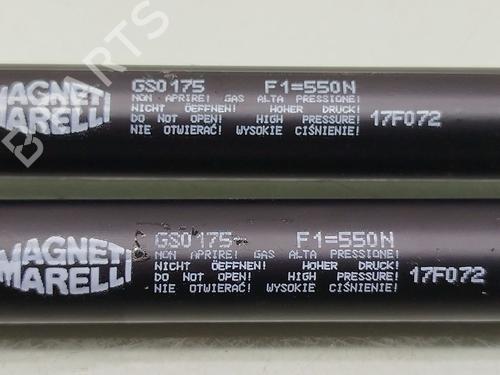 MAGNETI
MARELLI
GS0175 F1=550N
NON APRIRE! GAS ALTA PRESSIONE!
NICHT OEFFNEN! HOHER DRUCK!
DO NOT OPEN! HIGH PRESSURE!
NIE OTWIERAĆ! WYSOKIE CIŚNIENIE!
17F072
MAGNETI
MARELLI
GS0175 F1=550N
NON APRIRE! GAS ALTA PRESSIONE!
NICHT OEFFNEN! HOHER DRUCK!
DO NOT OPEN! HIGH PRESSURE!
NIE OTWIERAĆ! WYSOKIE CIŚNIENIE!
17F072